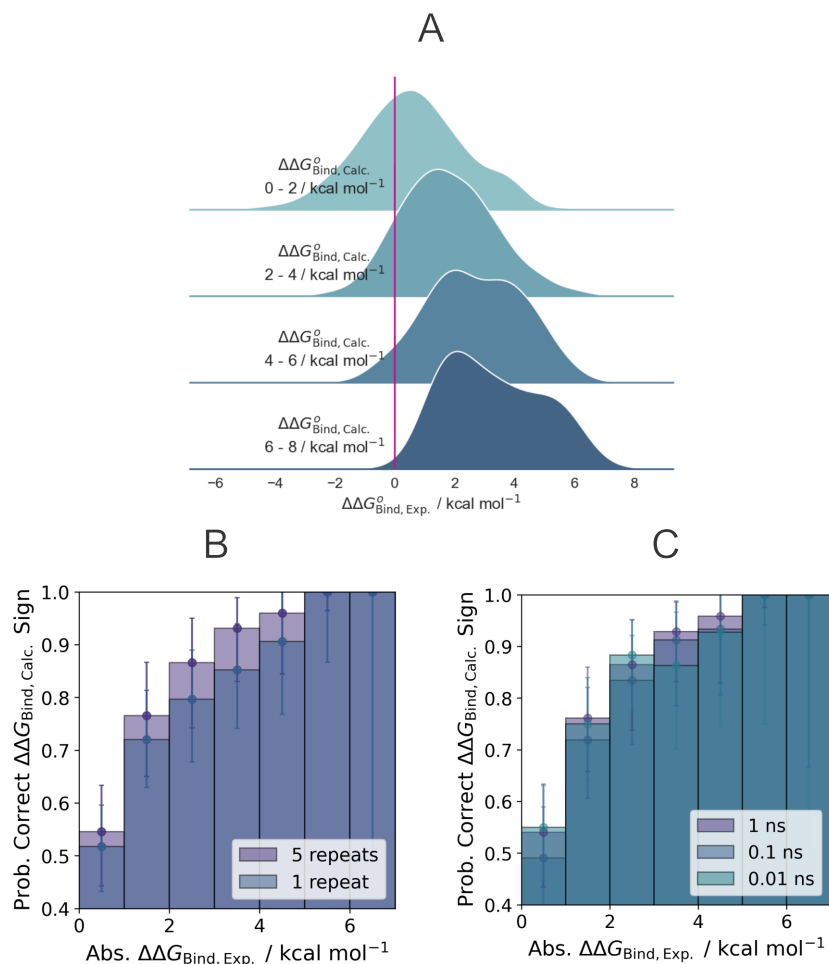 A
ΔΔG°Bind, Calc.
0 - 2 / kcal mol⁻¹
ΔΔG°Bind, Calc.
2 - 4 / kcal mol⁻¹
ΔΔG°Bind, Calc.
4 - 6 / kcal mol⁻¹
ΔΔG°Bind, Calc.
6 - 8 / kcal mol⁻¹
−6 −4 −2 0 2 4 6 8
ΔΔG°Bind, Exp. / kcal mol⁻¹
B
Prob. Correct ΔΔGBind, Calc. Sign
1.0
0.9
0.8
0.7
0.6
0.5
0.4
5 repeats
1 repeat
0 2 4 6
Abs. ΔΔGBind, Exp. / kcal mol⁻¹
C
Prob. Correct ΔΔGBind, Calc. Sign
1.0
0.9
0.8
0.7
0.6
0.5
0.4
1 ns
0.1 ns
0.01 ns
0 2 4 6
Abs. ΔΔGBind, Exp. / kcal mol⁻¹